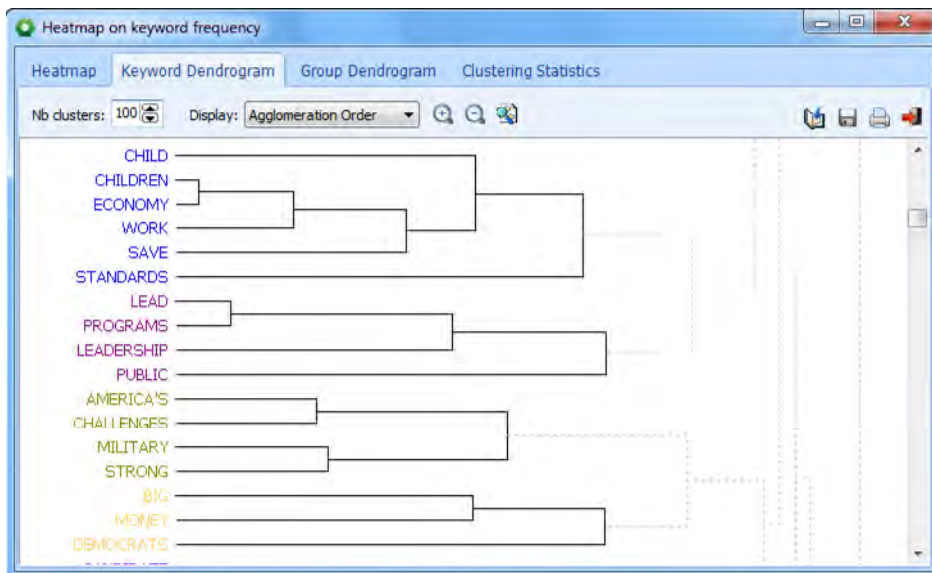 Heatmap on keyword frequency
Heatmap Keyword Dendrogram Group Dendrogram Clustering Statistics
Nb clusters: 100 Display: Agglomeration Order
CHILD
CHILDREN
ECONOMY
WORK
SAVE
STANDARDS
LEAD
PROGRAMS
LEADERSHIP
PUBLIC
AMERICA'S
CHALLENGES
MILITARY
STRONG
BIG
MONEY
DEMOCRATS